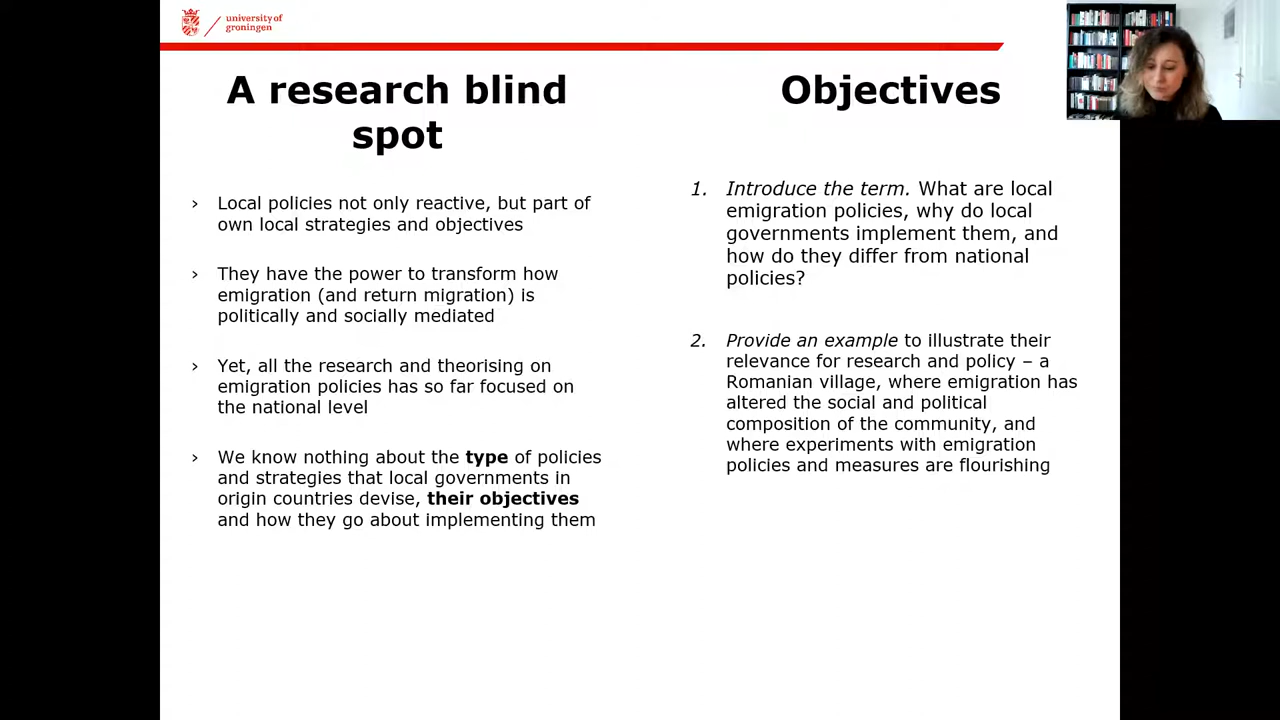 university of
groningen
A research blind
spot
› Local policies not only reactive, but part of
own local strategies and objectives
› They have the power to transform how
emigration (and return migration) is
politically and socially mediated
› Yet, all the research and theorising on
emigration policies has so far focused on
the national level
› We know nothing about the type of policies
and strategies that local governments in
origin countries devise, their objectives
and how they go about implementing them
Objectives
1. Introduce the term. What are local
emigration policies, why do local
governments implement them, and
how do they differ from national
policies?
2. Provide an example to illustrate their
relevance for research and policy – a
Romanian village, where emigration has
altered the social and political
composition of the community, and
where experiments with emigration
policies and measures are flourishing